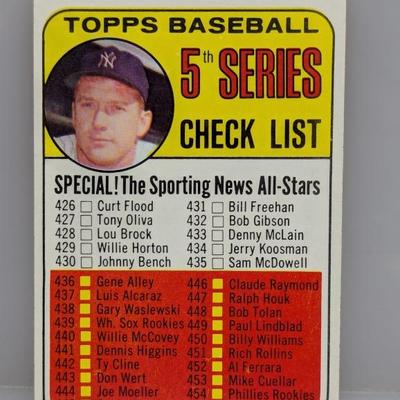 TOPPS BASEBALL
5th SERIES
CHECK LIST
SPECIAL! The Sporting News All-Stars
426 Curt Flood 431 Bill Freehan
427 Tony Oliva 432 Bob Gibson
428 Lou Brock 433 Denny McLain
429 Willie Horton 434 Jerry Koosman
430 Johnny Bench 435 Sam McDowell
436 Gene Alley 446 Claude Raymond
437 Luis Alcaraz 447 Ralph Houk
438 Gary Waslewski 448 Bob Tolan
439 Wh. Sox Rookies 449 Paul Lindblad
440 Willie McCovey 450 Billy Williams
441 Dennis Higgins 451 Rich Rollins
442 Ty Cline 452 Al Ferrara
443 Don Wert 453 Mike Cuellar
444 Joe Moeller 454 Phillies Rookies